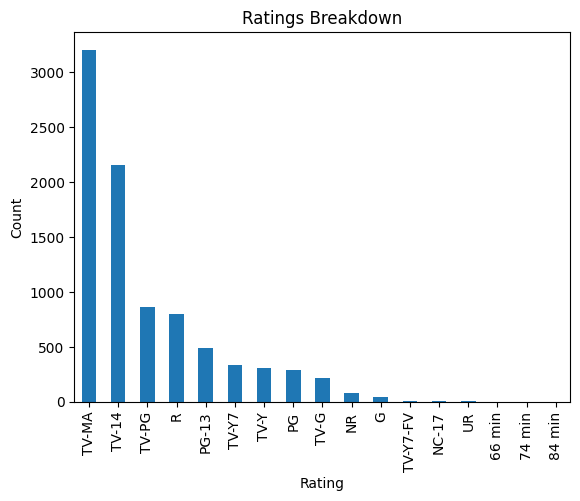 Ratings Breakdown
3000
2500
2000
1500
1000
500
0
Count
TV-MA
TV-14
TV-PG
R
PG-13
TV-Y7
TV-Y
PG
TV-G
NR
G
TV-Y7-FV
NC-17
UR
66 min
74 min
84 min
Rating